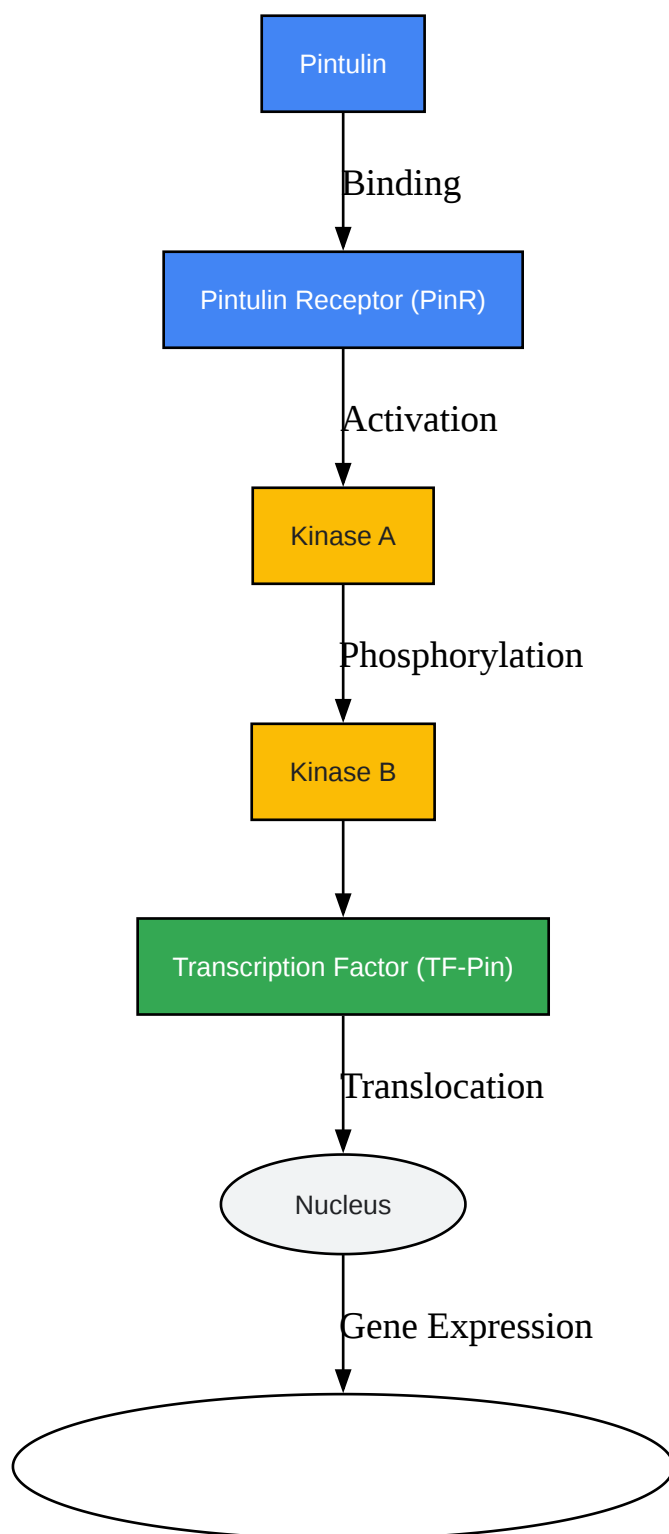 Pintulin
Binding
Pintulin Receptor (PinR)
Activation
Kinase A
Phosphorylation
Kinase B
Transcription Factor (TF-Pin)
Translocation
Nucleus
Gene Expression